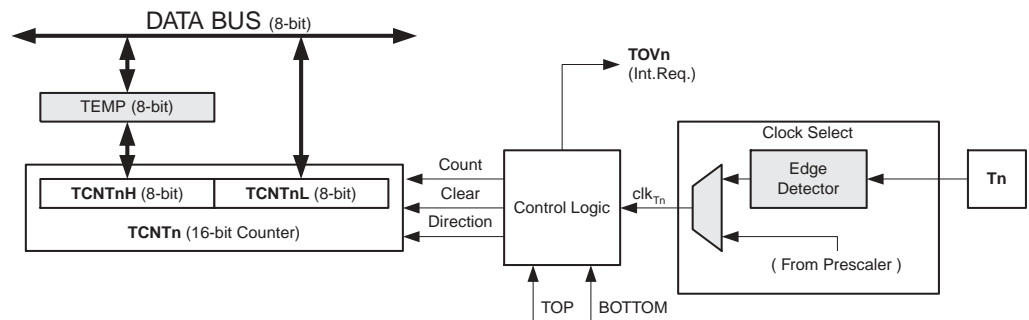 DATA BUS (8-bit)
TOVn
(Int.Req.)
TEMP (8-bit)
Clock Select
Count
Edge
Detector
Tn
TCNTnH (8-bit) TCNTnL (8-bit)
Clear
Control Logic
clkTn
TCNTn (16-bit Counter)
Direction
( From Prescaler )
TOP
BOTTOM